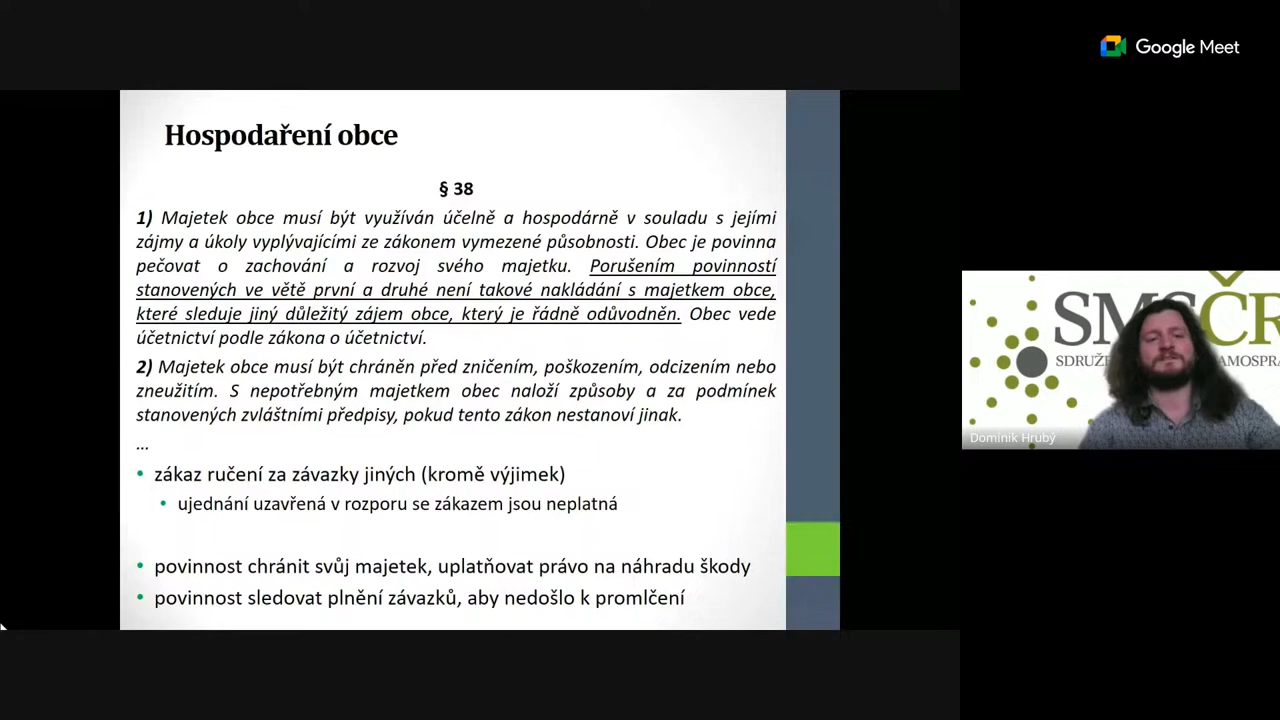 Google Meet
Hospodaření obce
§ 38
1) Majetek obce musí být využíván účelně a hospodárně v souladu s jejími
zájmy a úkoly vyplývajícími ze zákonem vymezené působnosti. Obec je povinna
pečovat o zachování a rozvoj svého majetku. Porušením povinností
stanovených ve větě první a druhé není takové nakládání s majetkem obce,
které sleduje jiný důležitý zájem obce, který je řádně odůvodněn. Obec vede
účetnictví podle zákona o účetnictví.
2) Majetek obce musí být chráněn před zničením, poškozením, odcizením nebo
zneužitím. S nepotřebným majetkem obec naloží způsoby a za podmínek
stanovených zvláštními předpisy, pokud tento zákon nestanoví jinak.
...
• zákaz ručení za závazky jiných (kromě výjimek)
• ujednání uzavřená v rozporu se zákazem jsou neplatná
• povinnost chránit svůj majetek, uplatňovat právo na náhradu škody
• povinnost sledovat plnění závazků, aby nedošlo k promlčení
SMSČR
SDRUŽE AMOSPRÁ
Dominik Hrubý